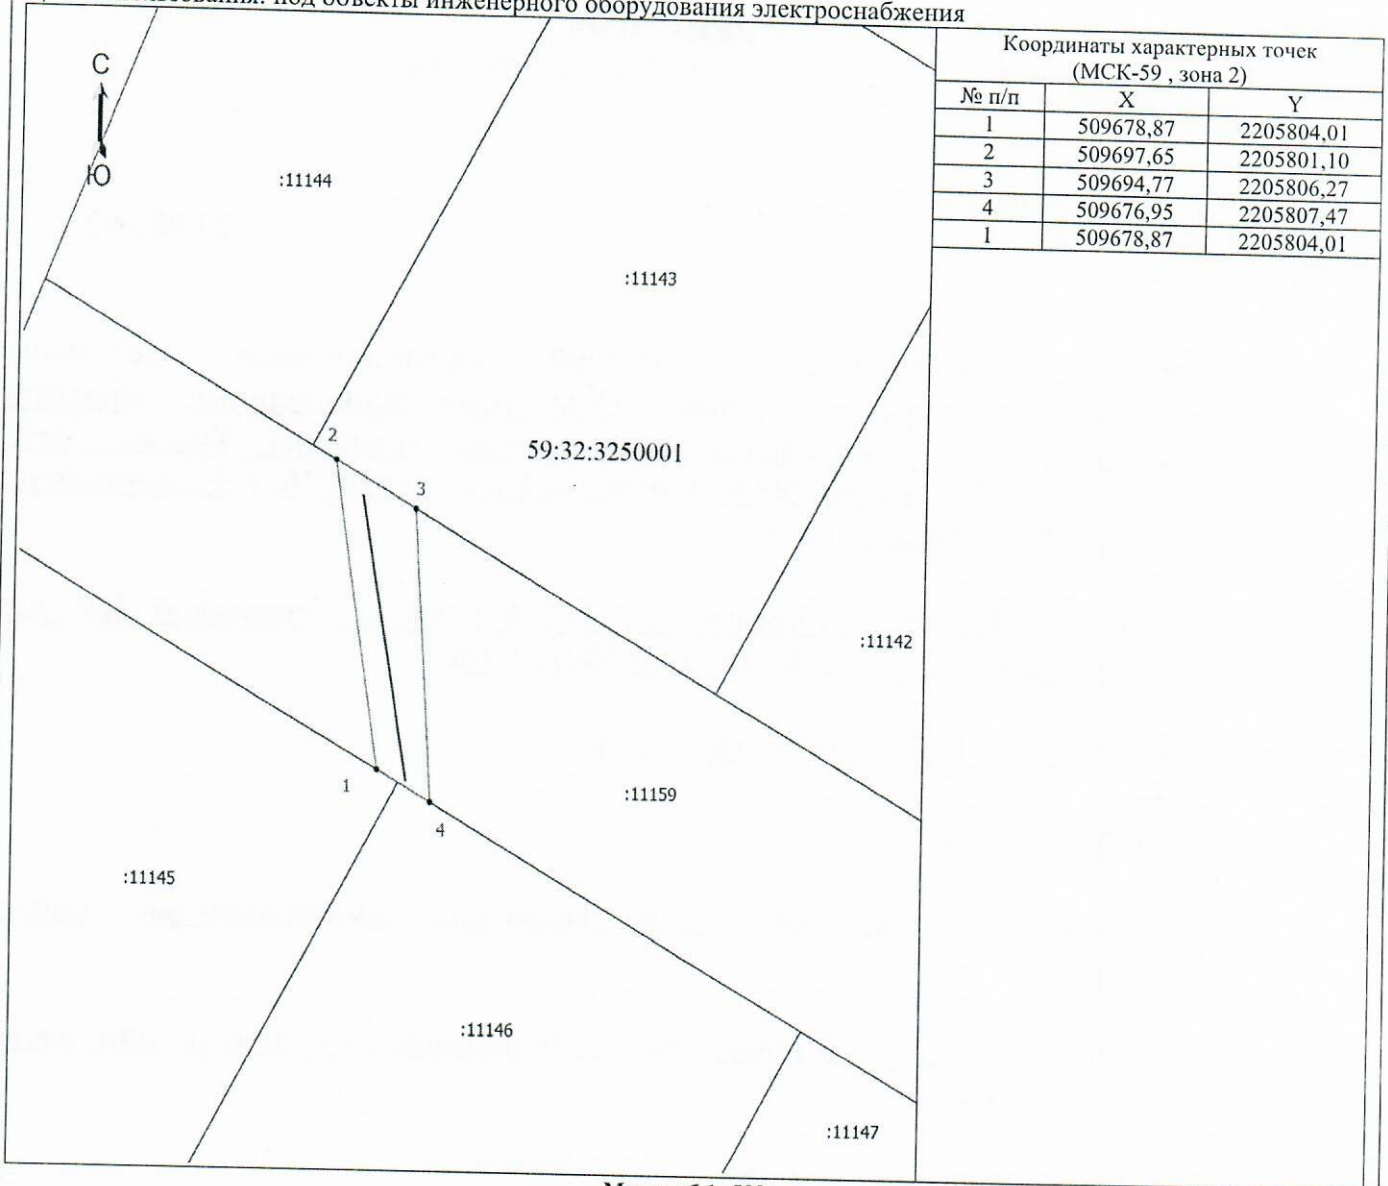 под объекты инженерного оборудования электроснабжения
Координаты характерных точек
(МСК-59 , зона 2)
№ п/п X Y
1 509678,87 2205804,01
2 509697,65 2205801,10
3 509694,77 2205806,27
4 509676,95 2205807,47
1 509678,87 2205804,01
С
Ю
:11144
:11143
2
59:32:3250001
3
:11142
1
:11159
4
:11145
:11146
:11147